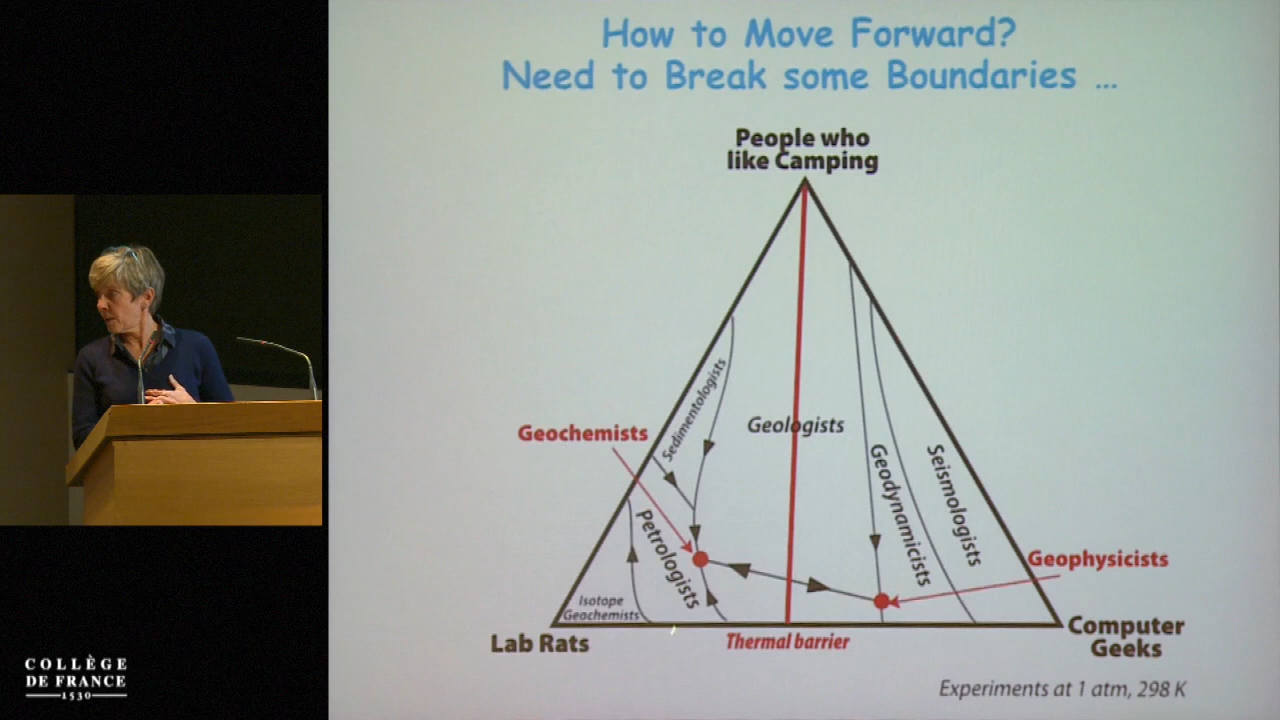 How to Move Forward?
Need to Break some Boundaries ...
People who
like Camping
Sedimentologists
Geologists
Geochemists
Geodynamicists
Seismologists
Petrologists
Geophysicists
Isotope
Geochemists
Lab Rats
Thermal barrier
Computer
Geeks
Experiments at 1 atm, 298 K
COLLÈGE
DE FRANCE
1530